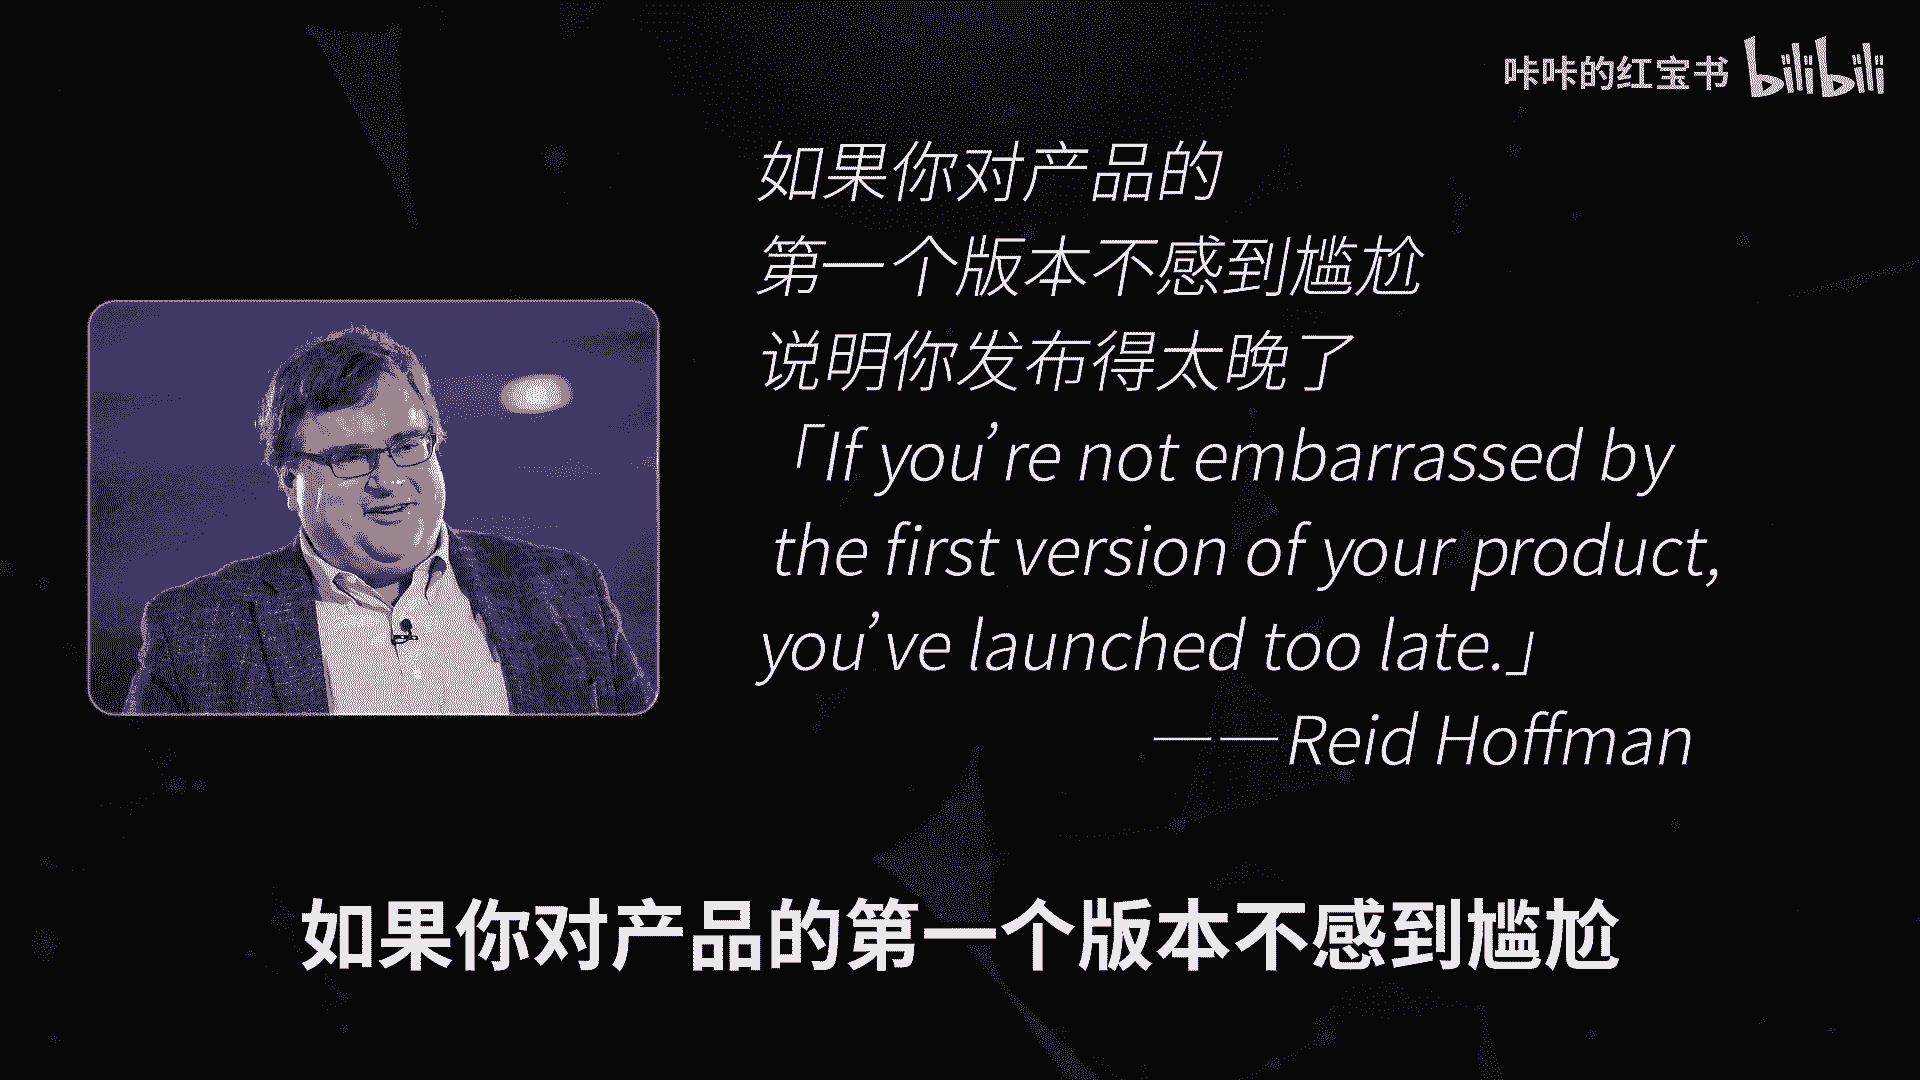 咔咔的红宝书 bilibili
如果你对产品的
第一个版本不感到尴尬
说明你发布得太晚了
「If you’re not embarrassed by
the first version of your product,
you’ve launched too late.」
——Reid Hoffman
如果你对产品的第一个版本不感到尴尬